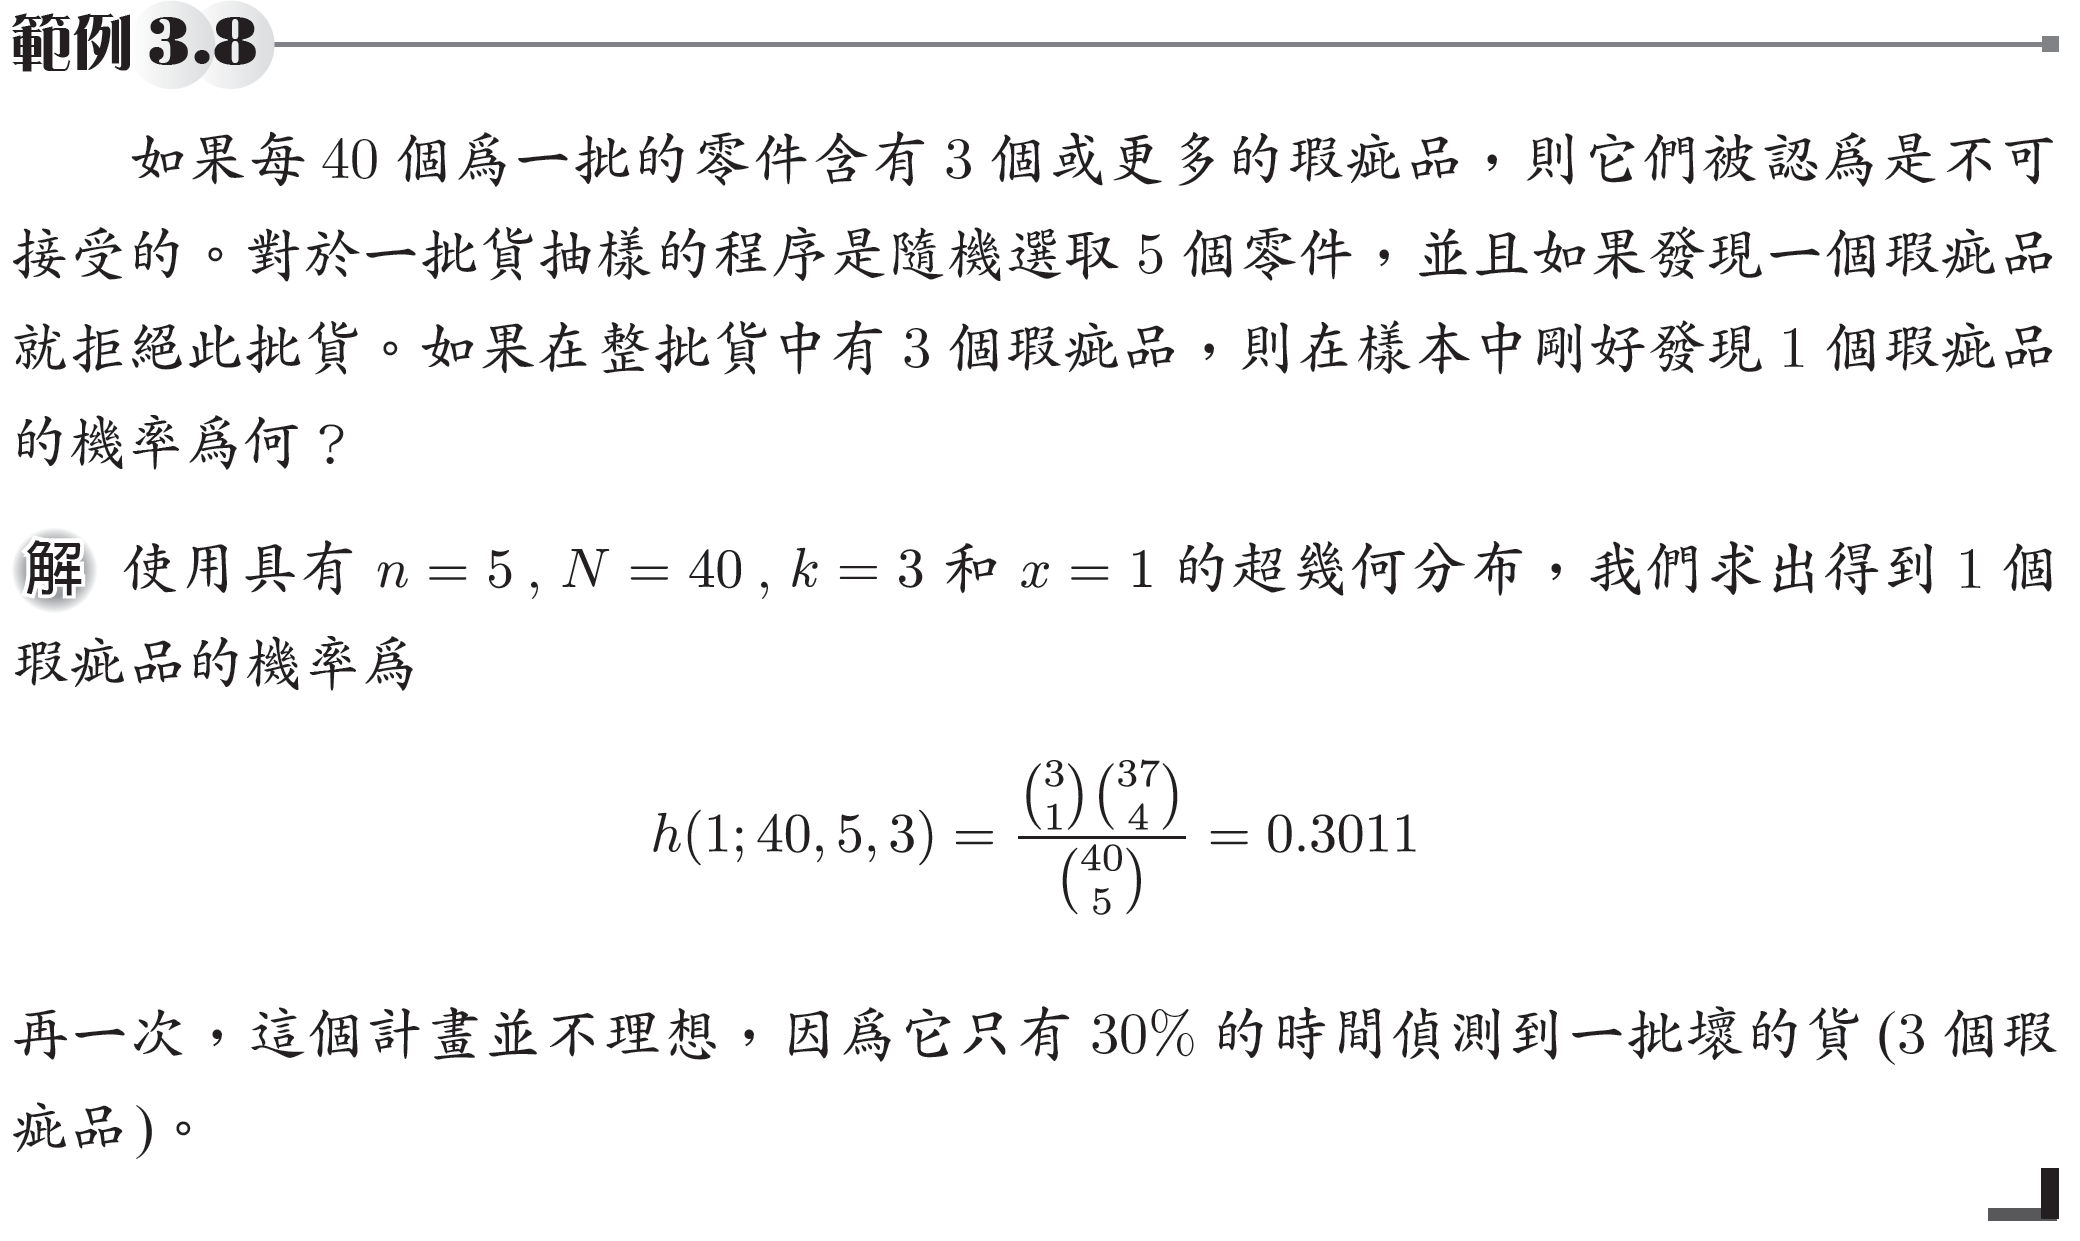 範例 3.8
如果每 40 個爲一批的零件含有 3 個或更多的瑕疵品，則它們被認爲是不可
接受的。對於一批貨抽樣的程序是隨機選取 5 個零件，並且如果發現一個瑕疵品
就拒絕此批貨。如果在整批貨中有 3 個瑕疵品，則在樣本中剛好發現 1 個瑕疵品
的機率爲何？
解 使用具有 n = 5 , N = 40 , k = 3 和 x = 1 的超幾何分布，我們求出得到 1 個
瑕疵品的機率爲
h(1; 40, 5, 3) = \frac{\binom{3}{1}\binom{37}{4}}{\binom{40}{5}} = 0.3011
再一次，這個計畫並不理想，因爲它只有 30% 的時間偵測到一批壞的貨 (3 個瑕
疵品)。